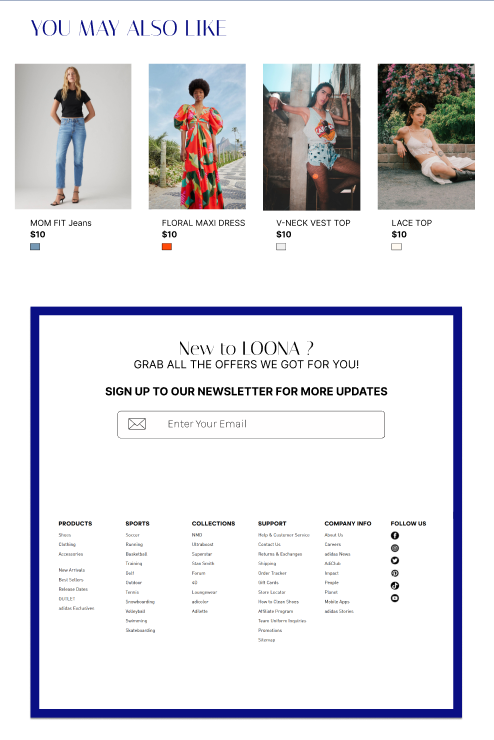 YOU MAY ALSO LIKE
MOM FIT Jeans
$10
FLORAL MAXI DRESS
$10
V-NECK VEST TOP
$10
LACE TOP
$10
New to LOONA ?
GRAB ALL THE OFFERS WE GOT FOR YOU!
SIGN UP TO OUR NEWSLETTER FOR MORE UPDATES
Enter Your Email
PRODUCTS
Shoes
Clothing
Accessories
New Arrivals
Best Sellers
Release Dates
OUTLET
adidas Exclusives
SPORTS
Soccer
Running
Basketball
Training
Golf
Outdoor
Tennis
Snowboarding
Volleyball
Swimming
Skateboarding
COLLECTIONS
NMD
Ultraboost
Superstar
Stan Smith
Forum
4D
Loungewear
adicolor
Adilette
SUPPORT
Help & Customer Service
Contact Us
Returns & Exchanges
Shipping
Order Tracker
Gift Cards
Store Locator
How to Clean Shoes
Affiliate Program
Team Uniform Inquiries
Promotions
Sitemap
COMPANY INFO
About Us
Careers
adidas News
AdiClub
Impact
People
Planet
Mobile Apps
adidas Stories
FOLLOW US